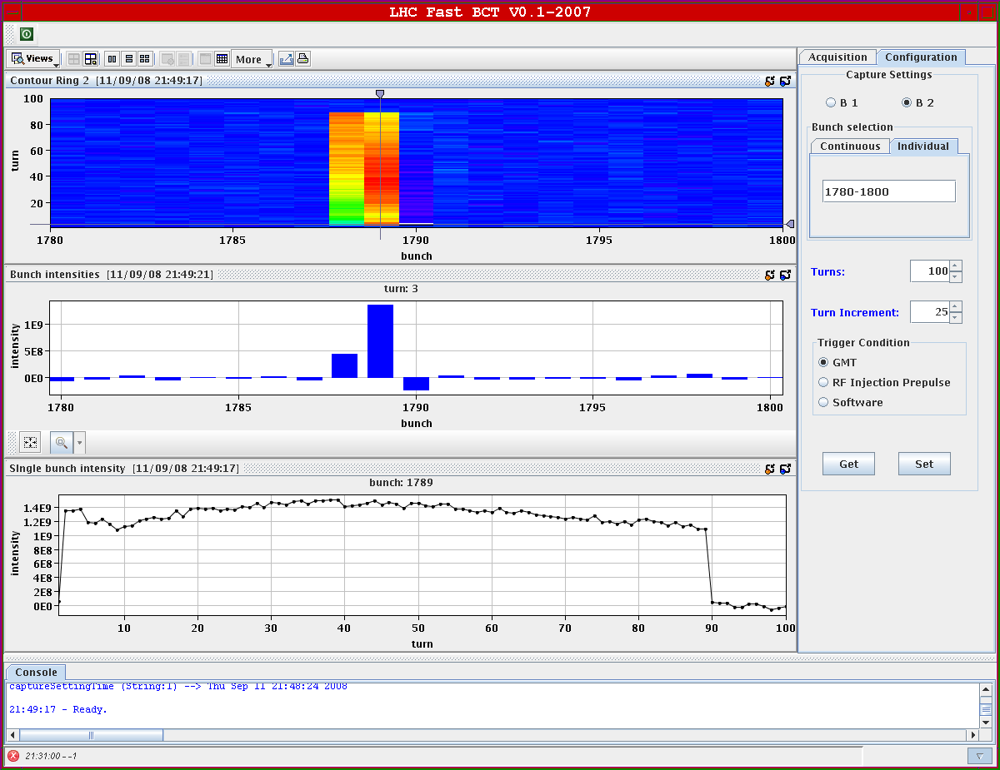 LHC Fast BCT V0.1-2007
Views
More
Contour Ring 2 [11/09/08 21:49:17]
100
80
60
40
20
turn
1780 1785 1790 1795 1800
bunch
Bunch intensities [11/09/08 21:49:21]
turn: 3
1E9
5E8
0E0
intensity
1780 1785 1790 1795 1800
bunch
SIngle bunch intensity [11/09/08 21:49:17]
bunch: 1789
1.4E9
1.2E9
1E9
8E8
6E8
4E8
2E8
0E0
intensity
10 20 30 40 50 60 70 80 90 100
turn
Acquisition Configuration
Capture Settings
B 1 B 2
Bunch selection
Continuous Individual
1780-1800
Turns: 100
Turn Increment: 25
Trigger Condition
GMT
RF Injection Prepulse
Software
Get Set
Console
captureSettingTime (String:1) --> Thu Sep 11 21:48:24 2008
21:49:17 - Ready.
21:31:00 - -1